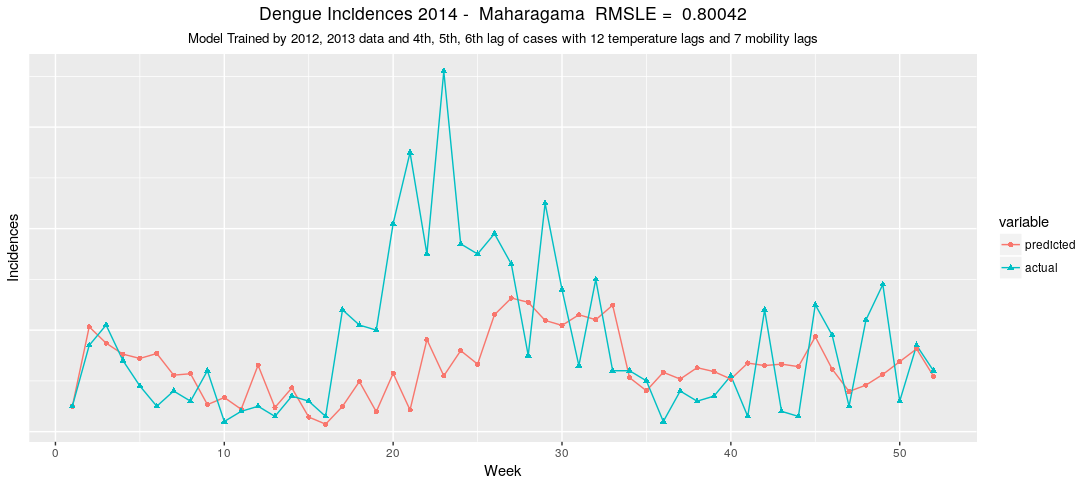 Dengue Incidences 2014 -  Maharagama  RMSLE =  0.80042
Model Trained by 2012, 2013 data and 4th, 5th, 6th lag of cases with 12 temperature lags and 7 mobility lags
Incidences
variable
predicted
actual
0 10 20 30 40 50
Week